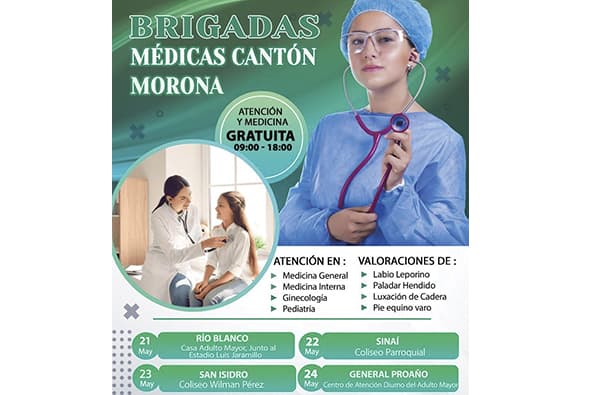 BRIGADAS
MÉDICAS CANTÓN
MORONA
ATENCIÓN
Y MEDICINA
GRATUITA
09:00 - 18:00
ATENCIÓN EN :
Medicina General
Medicina Interna
Ginecología
Pediatría
VALORACIONES DE :
Labio Leporino
Paladar Hendido
Luxación de Cadera
Pie equino varo
21
May
RÍO BLANCO
Casa Adulto Mayor, Junto al
Estadio Luis Jaramillo
22
May
SINAÍ
Coliseo Parroquial
23
May
SAN ISIDRO
Coliseo Wilman Pérez
24
May
GENERAL PROAÑO
Centro de Atención Diurno del Adulto Mayor